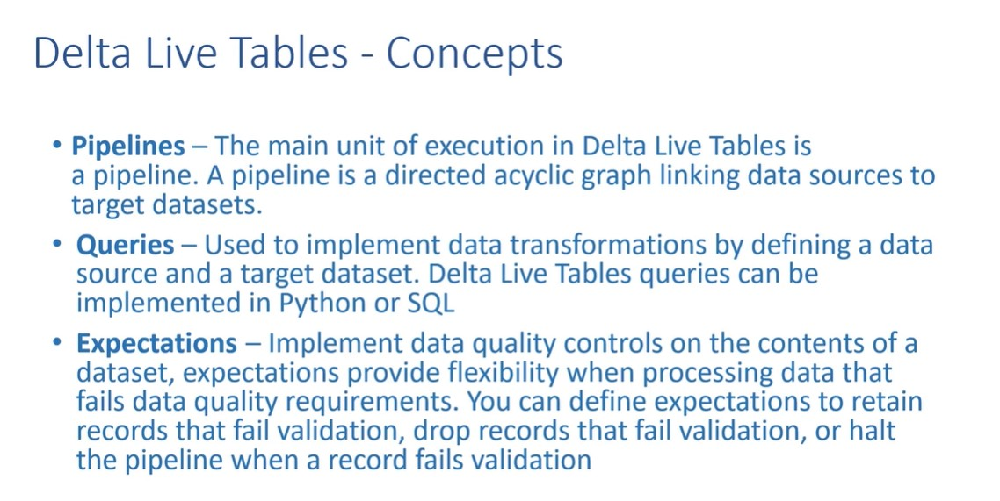 Delta Live Tables - Concepts
• Pipelines – The main unit of execution in Delta Live Tables is
a pipeline. A pipeline is a directed acyclic graph linking data sources to
target datasets.
• Queries – Used to implement data transformations by defining a data
source and a target dataset. Delta Live Tables queries can be
implemented in Python or SQL
• Expectations – Implement data quality controls on the contents of a
dataset, expectations provide flexibility when processing data that
fails data quality requirements. You can define expectations to retain
records that fail validation, drop records that fail validation, or halt
the pipeline when a record fails validation